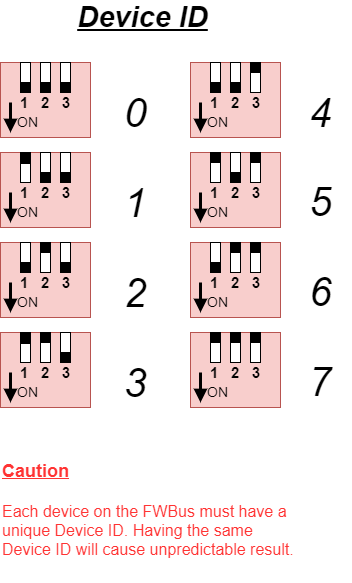 Device ID
1 2 3
ON
0
1 2 3
ON
4
1 2 3
ON
1
1 2 3
ON
5
1 2 3
ON
2
1 2 3
ON
6
1 2 3
ON
3
1 2 3
ON
7
Caution
Each device on the FWBus must have a
unique Device ID. Having the same
Device ID will cause unpredictable result.